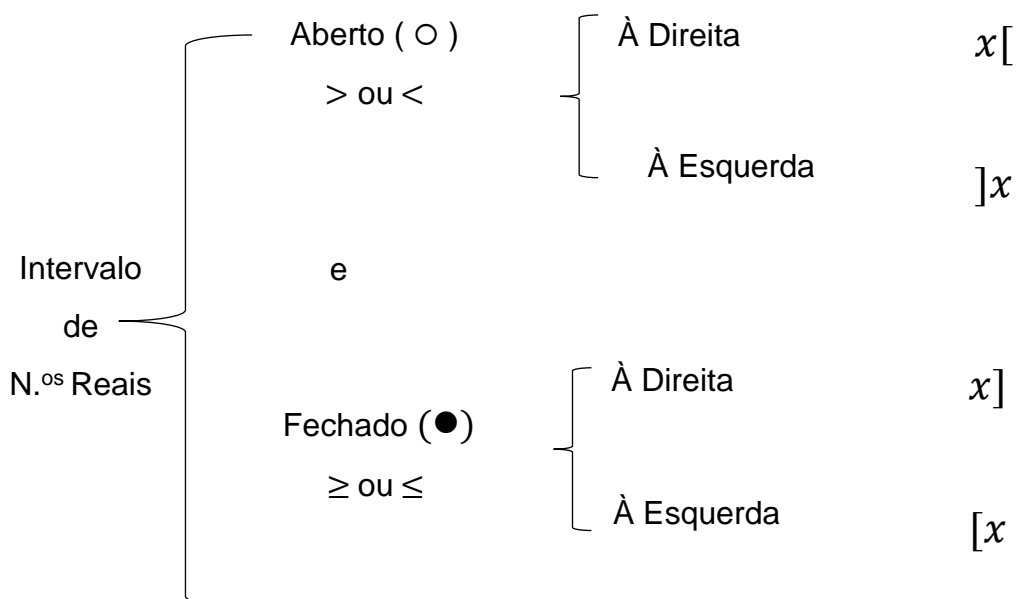 Aberto ( ○ )
> ou <
À Direita
x[
À Esquerda
]x
Intervalo
de
N.ᵒˢ Reais
e
Fechado (●)
≥ ou ≤
À Direita
x]
À Esquerda
[x